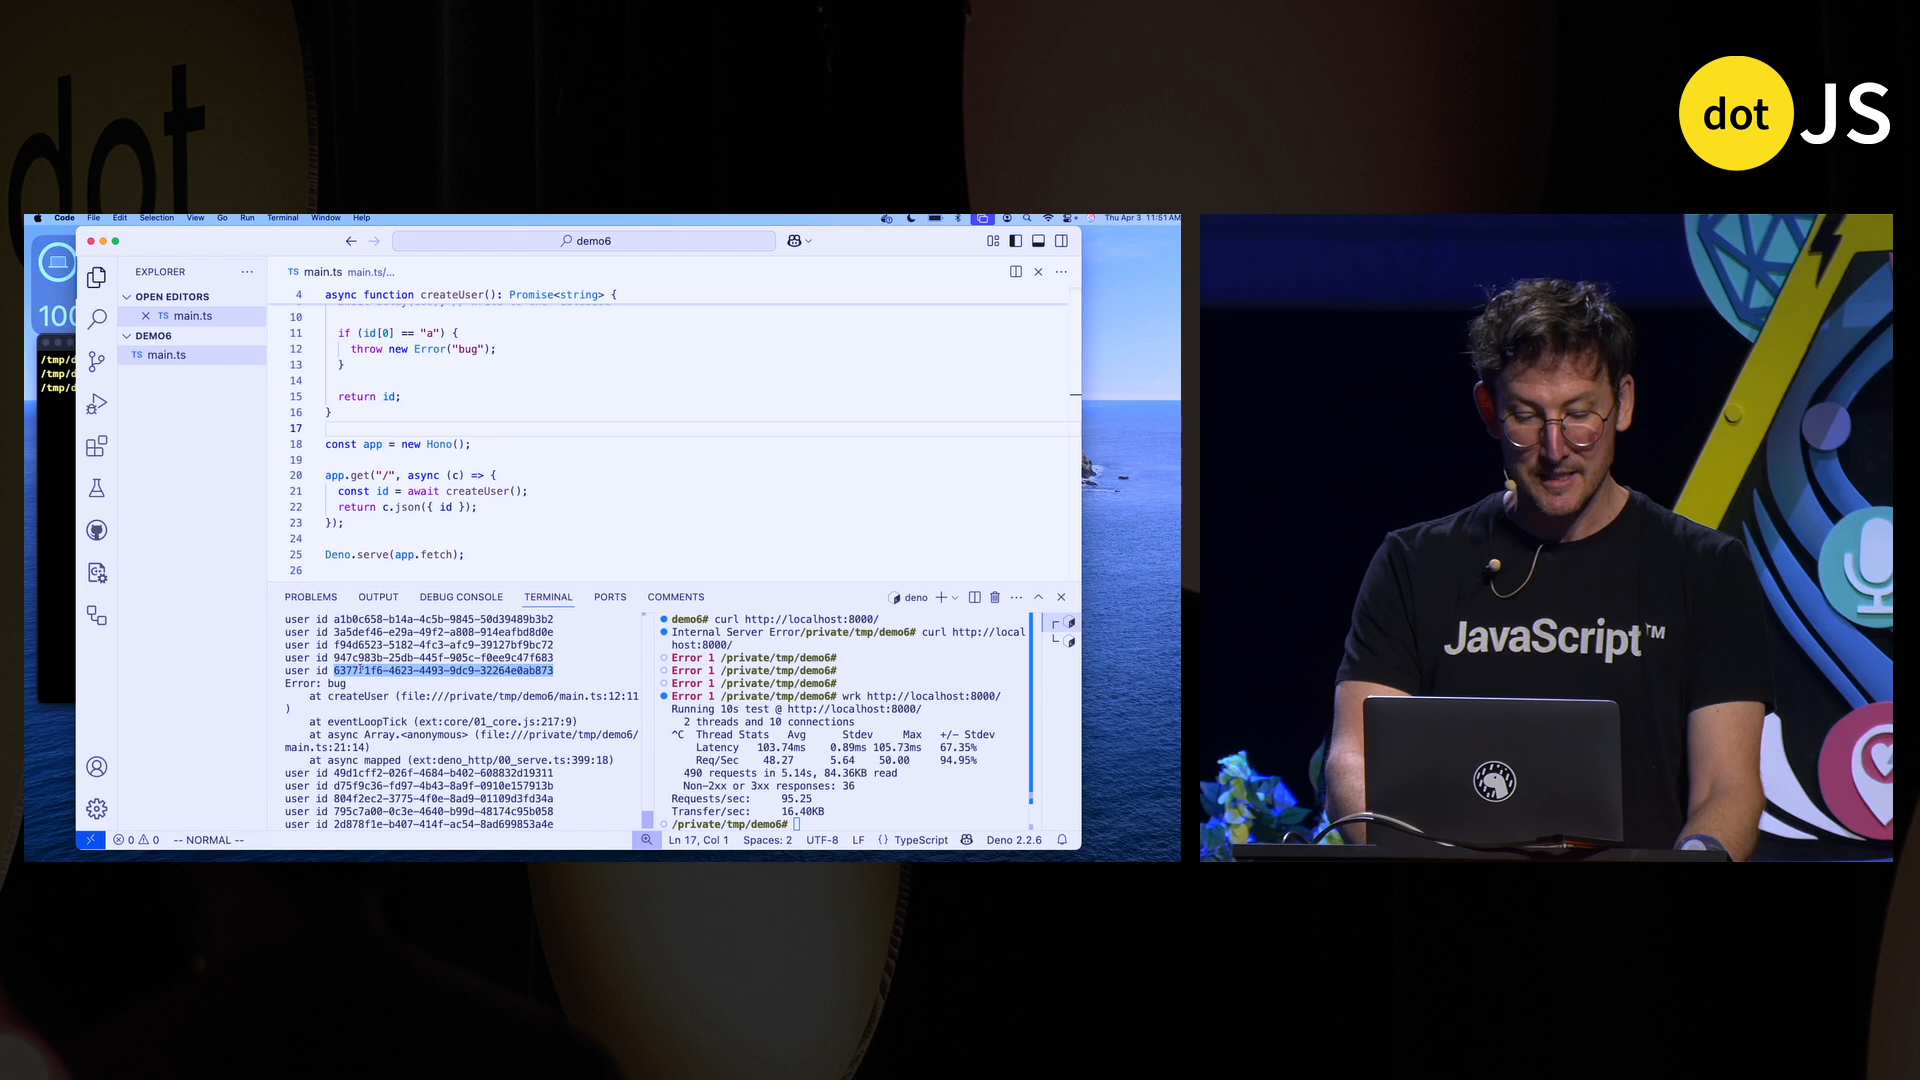 dot
dot JS
Code File Edit Selection View Go Run Terminal Window Help
Thu Apr 3 11:51AM
demo6
EXPLORER
OPEN EDITORS
TS main.ts
DEMO6
TS main.ts
100
/tmp/d
/tmp/d
/tmp/d
TS main.ts main.ts/...
4 async function createUser(): Promise<string> {
10
11 if (id[0] == "a") {
12 throw new Error("bug");
13 }
14
15 return id;
16 }
17
18 const app = new Hono();
19
20 app.get("/", async (c) => {
21 const id = await createUser();
22 return c.json({ id });
23 });
24
25 Deno.serve(app.fetch);
26
PROBLEMS OUTPUT DEBUG CONSOLE TERMINAL PORTS COMMENTS
deno
user id a1b0c658-b14a-4c5b-9845-50d39489b3b2
user id 3a5def46-e29a-49f2-a808-914eafbd8d0e
user id f94d6523-5182-4fc3-afc9-39127bf9bc72
user id 947c983b-25db-445f-905c-f0ee9c47f683
user id
Error: bug
at createUser (file:///private/tmp/demo6/main.ts:12:11
)
at eventLoopTick (ext:core/01_core.js:217:9)
at async Array.<anonymous> (file:///private/tmp/demo6/
main.ts:21:14)
at async mapped (ext:deno_http/00_serve.ts:399:18)
user id 49d1cff2-026f-4684-b402-608832d19311
user id d75f9c36-fd97-4b43-8a9f-0910e157913b
user id 804f2ec2-3775-4f0e-8ad9-01109d3fd34a
user id 795c7a00-0c3e-4640-b99d-48174c95b058
user id 2d878f1e-b407-414f-ac54-8ad699853a4e
demo6# curl http://localhost:8000/
Internal Server Error/private/tmp/demo6# curl http://local
host:8000/
Error 1 /private/tmp/demo6#
Error 1 /private/tmp/demo6#
Error 1 /private/tmp/demo6#
Error 1 /private/tmp/demo6# wrk http://localhost:8000/
Running 10s test @ http://localhost:8000/
2 threads and 10 connections
^C Thread Stats Avg Stdev Max +/- Stdev
Latency 103.74ms 0.89ms 105.73ms 67.35%
Req/Sec 48.27 5.64 50.00 94.95%
490 requests in 5.14s, 84.36KB read
Non-2xx or 3xx responses: 36
Requests/sec: 95.25
Transfer/sec: 16.40KB
/private/tmp/demo6#
0 0 -- NORMAL --
Ln 17, Col 1 Spaces: 2 UTF-8 LF {} TypeScript Deno 2.2.6
JavaScript™